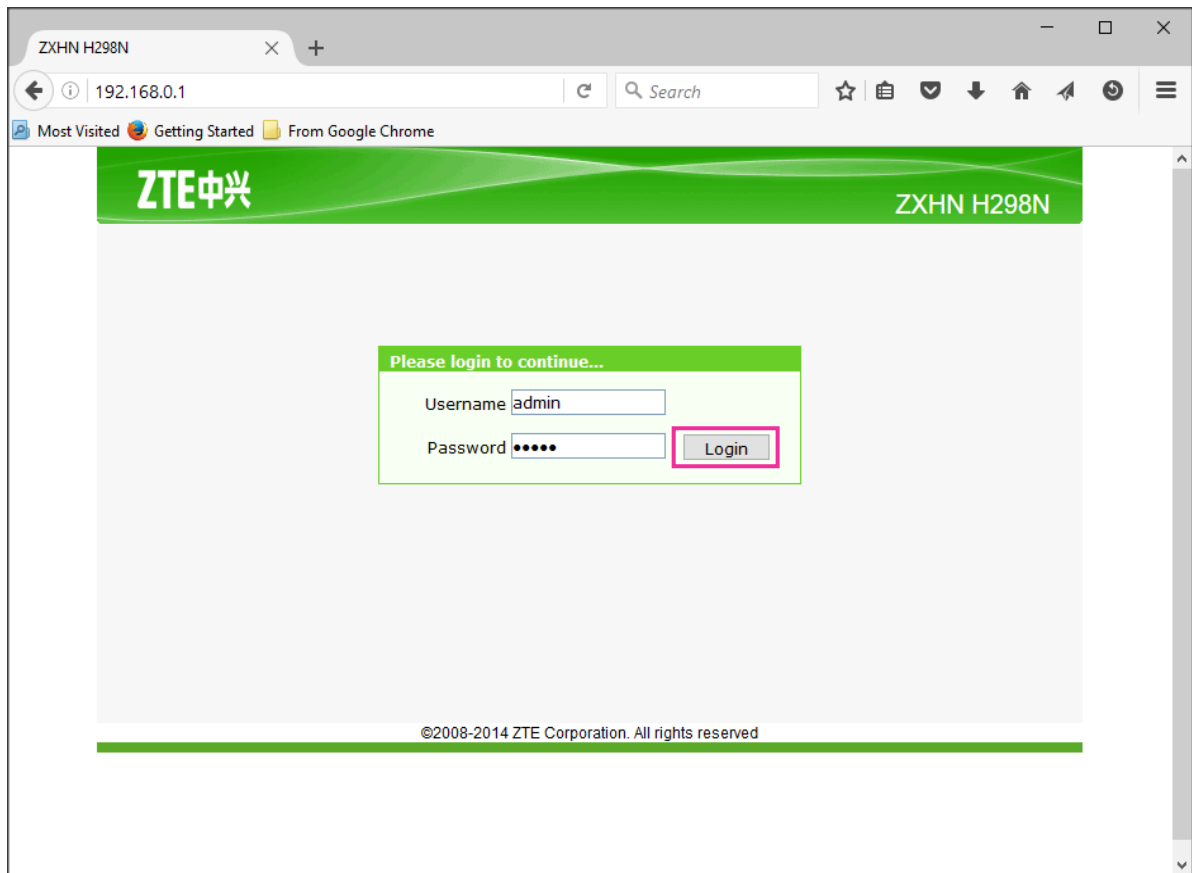 ZXHN H298N
192.168.0.1
Search
Most Visited Getting Started From Google Chrome
ZTE中兴
ZXHN H298N
Please login to continue...
Username admin
Password •••••
Login
©2008-2014 ZTE Corporation. All rights reserved